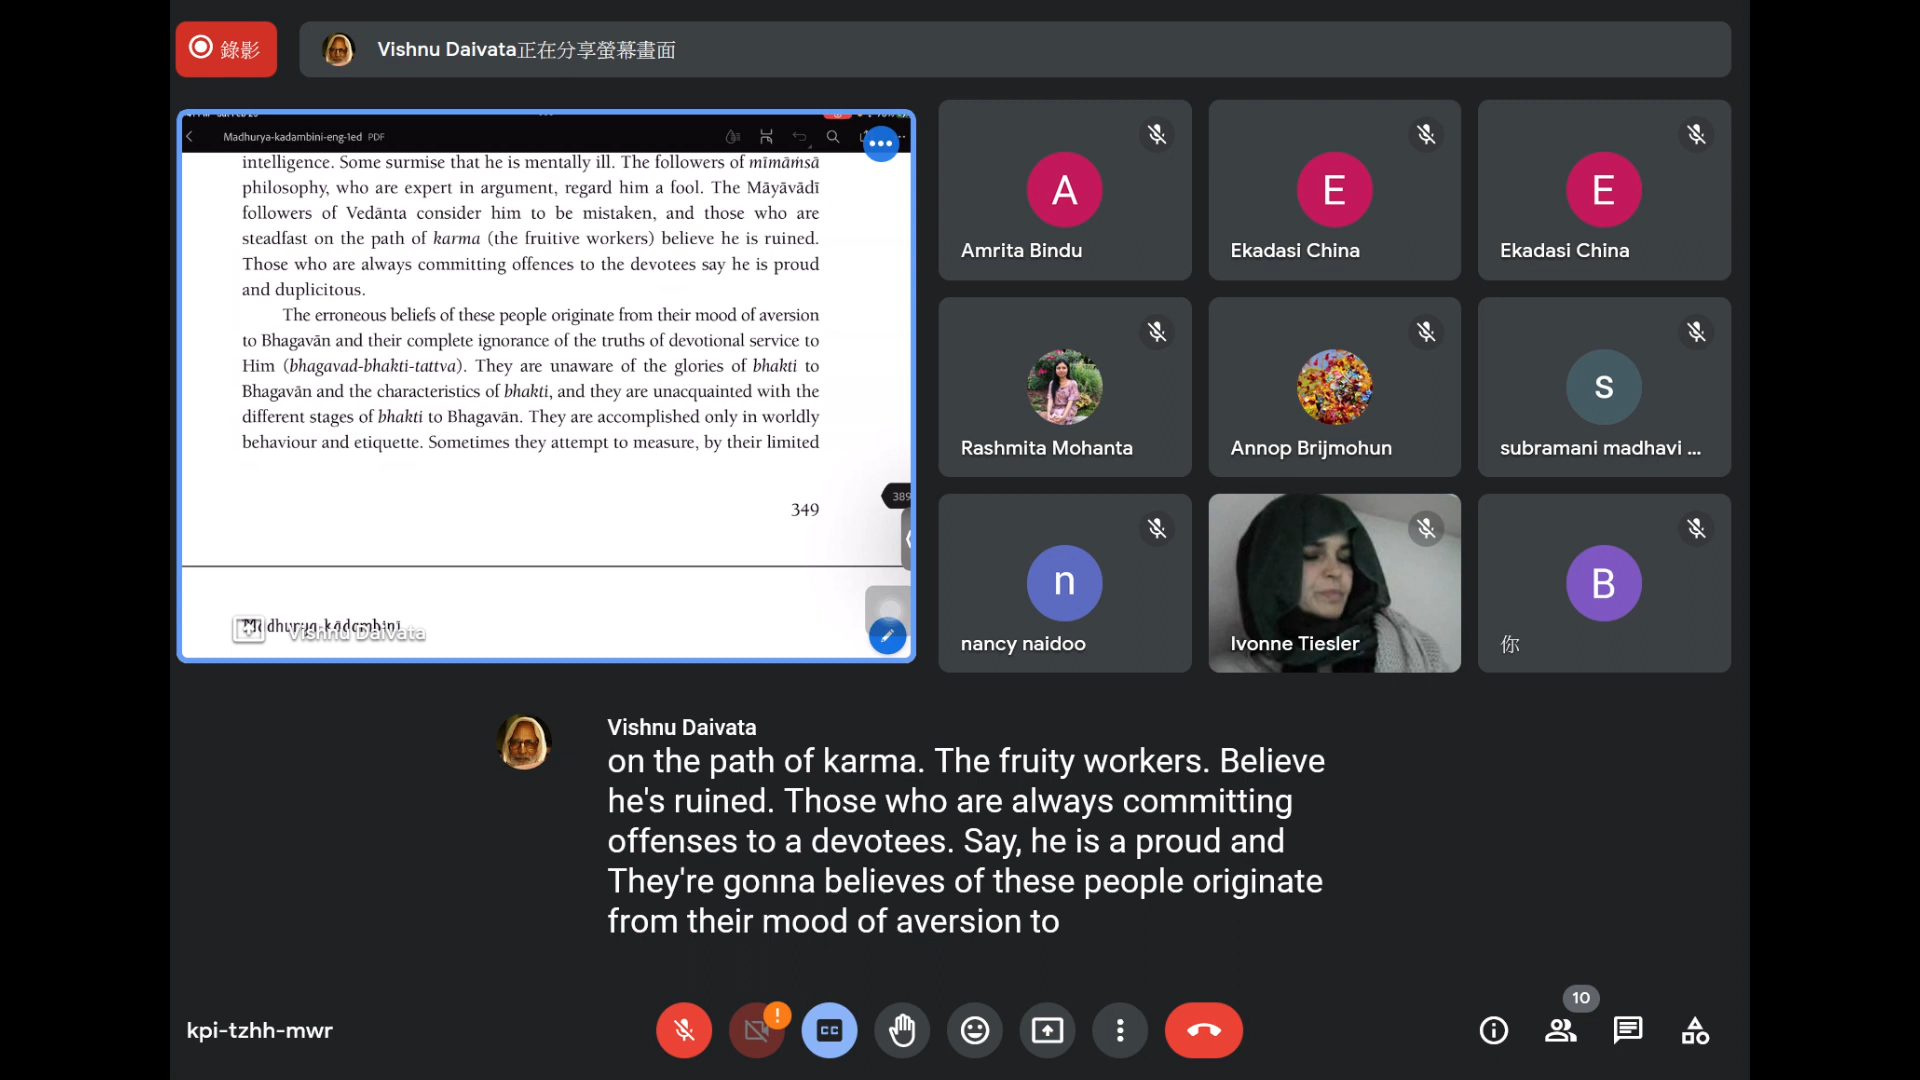 錄影
Vishnu Daivata正在分享螢幕畫面
Madhurya-kadambini-eng-1ed PDF
intelligence. Some surmise that he is mentally ill. The followers of mīmāṁsā
philosophy, who are expert in argument, regard him a fool. The Māyāvādī
followers of Vedānta consider him to be mistaken, and those who are
steadfast on the path of karma (the fruitive workers) believe he is ruined.
Those who are always committing offences to the devotees say he is proud
and duplicitous.
The erroneous beliefs of these people originate from their mood of aversion
to Bhagavān and their complete ignorance of the truths of devotional service to
Him (bhagavad-bhakti-tattva). They are unaware of the glories of bhakti to
Bhagavān and the characteristics of bhakti, and they are unacquainted with the
different stages of bhakti to Bhagavān. They are accomplished only in worldly
behaviour and etiquette. Sometimes they attempt to measure, by their limited
389
349
Madhurya-kādambinī
Vishnu Daivata
A
Amrita Bindu
E
Ekadasi China
E
Ekadasi China
Rashmita Mohanta
Annop Brijmohun
s
subramani madhavi ...
n
nancy naidoo
Ivonne Tiesler
B
你
Vishnu Daivata
on the path of karma. The fruity workers. Believe
he's ruined. Those who are always committing
offenses to a devotees. Say, he is a proud and
They're gonna believes of these people originate
from their mood of aversion to
kpi-tzhh-mwr
CC
10